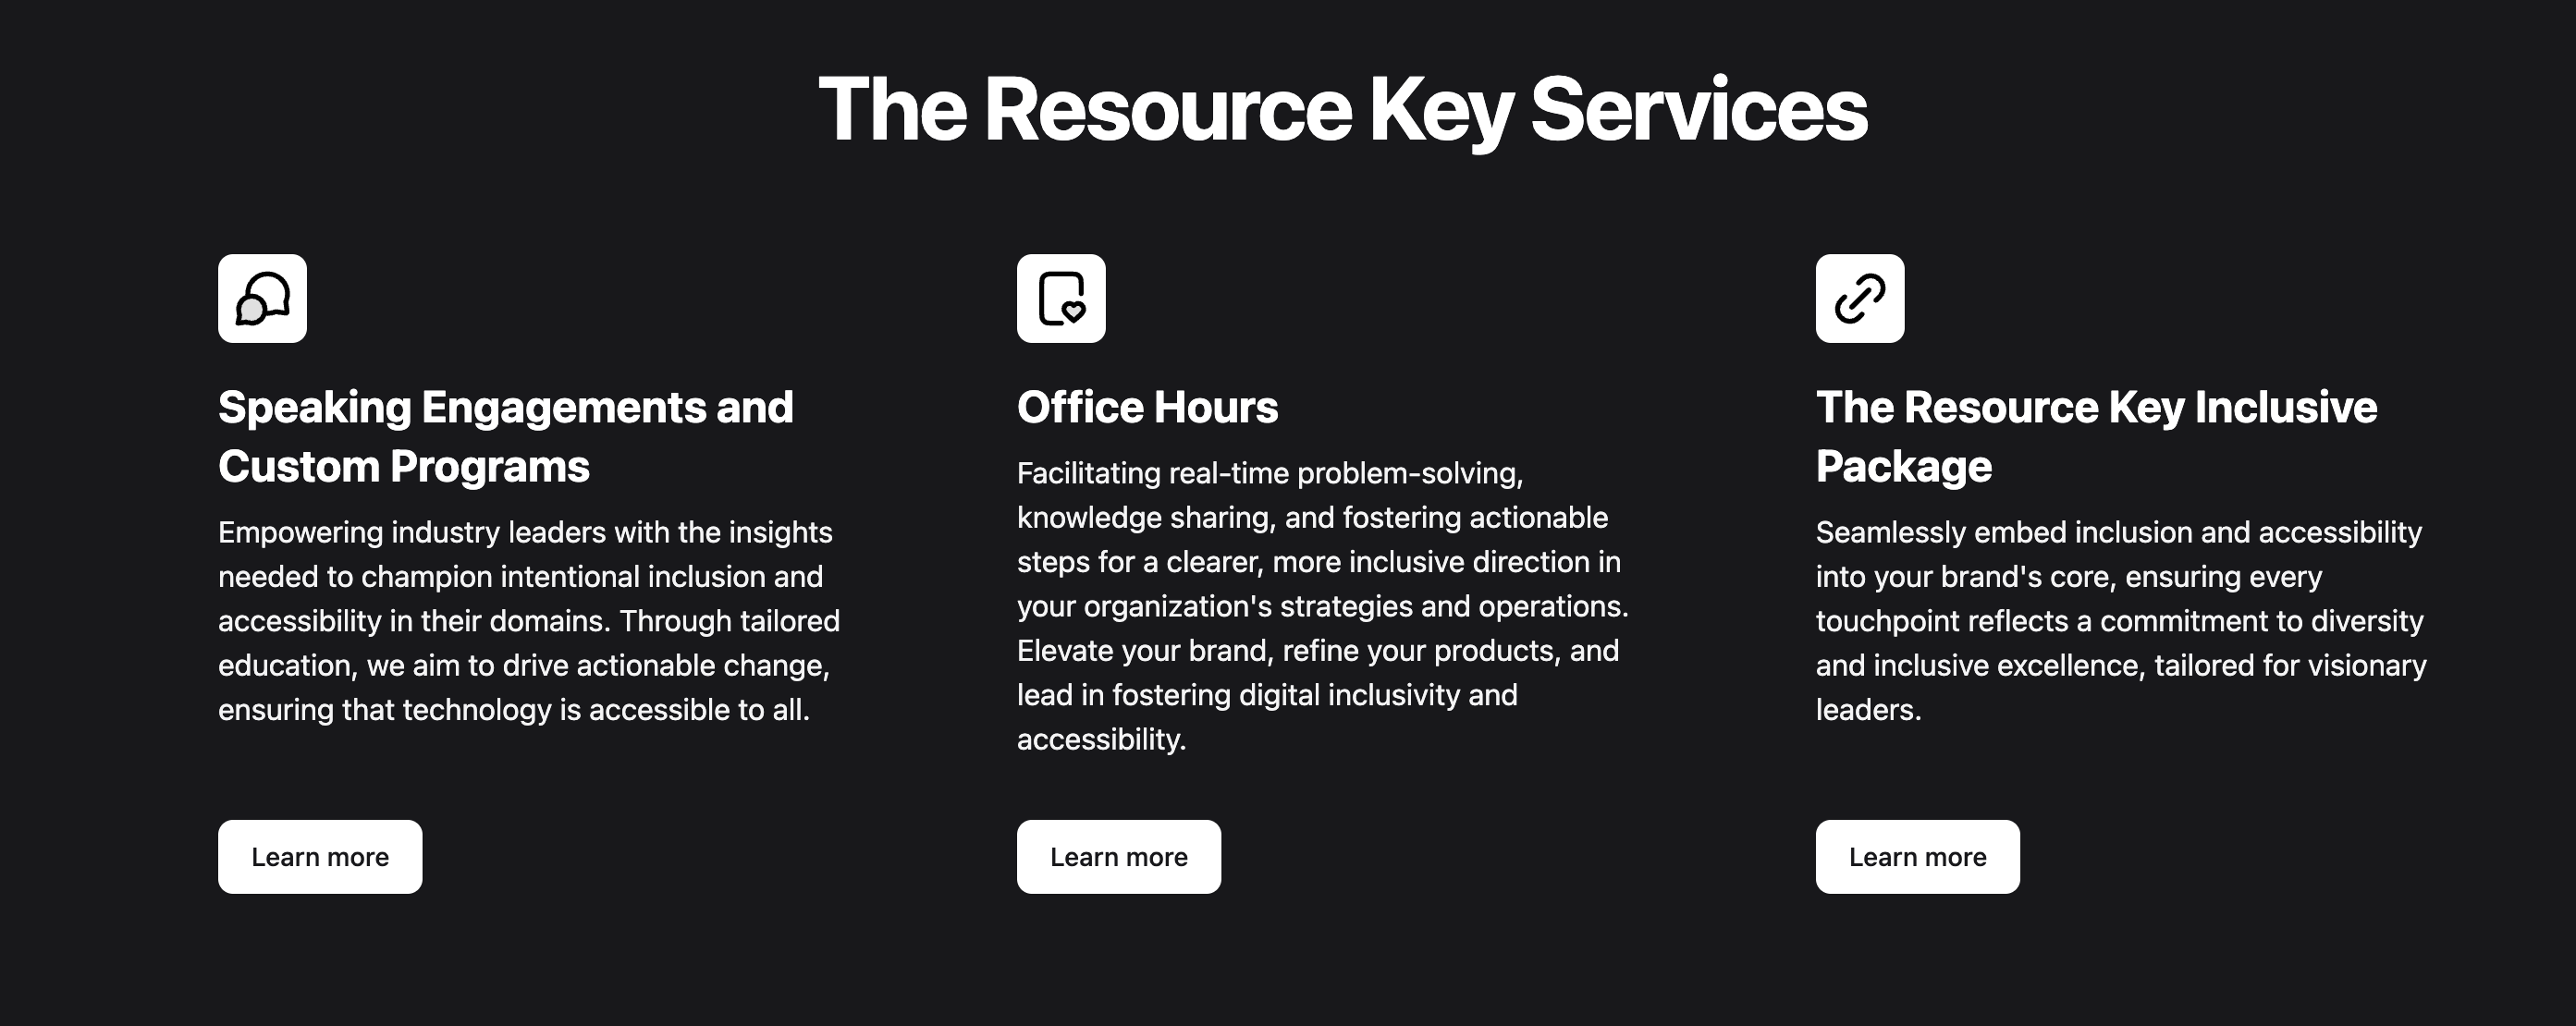 The Resource Key Services
Speaking Engagements and
Custom Programs
Empowering industry leaders with the insights
needed to champion intentional inclusion and
accessibility in their domains. Through tailored
education, we aim to drive actionable change,
ensuring that technology is accessible to all.
Learn more
Office Hours
Facilitating real-time problem-solving,
knowledge sharing, and fostering actionable
steps for a clearer, more inclusive direction in
your organization's strategies and operations.
Elevate your brand, refine your products, and
lead in fostering digital inclusivity and
accessibility.
Learn more
The Resource Key Inclusive
Package
Seamlessly embed inclusion and accessibility
into your brand's core, ensuring every
touchpoint reflects a commitment to diversity
and inclusive excellence, tailored for visionary
leaders.
Learn more